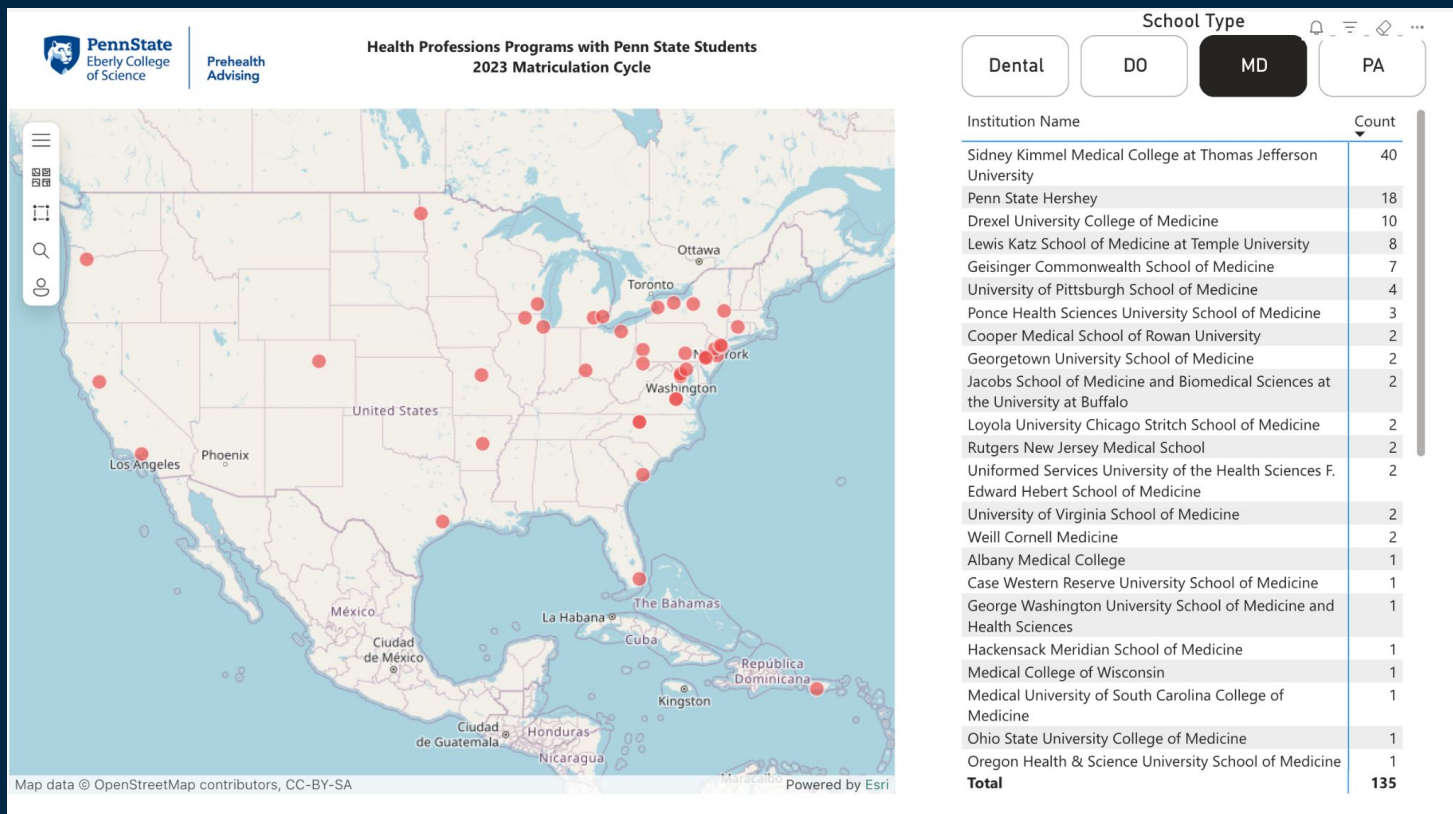 PennState
Eberly College
of Science
Prehealth
Advising
Health Professions Programs with Penn State Students
2023 Matriculation Cycle
School Type
Dental
DO
MD
PA
Ottawa
Toronto
New York
Washington
United States
Phoenix
Los Angeles
México
La Habana
The Bahamas
Cuba
Ciudad
de México
República
Dominicana
Kingston
Ciudad
de Guatemala
Honduras
Nicaragua
Maracaibo
Map data © OpenStreetMap contributors, CC-BY-SA
Powered by Esri
Institution Name Count
Sidney Kimmel Medical College at Thomas Jefferson 40
University
Penn State Hershey 18
Drexel University College of Medicine 10
Lewis Katz School of Medicine at Temple University 8
Geisinger Commonwealth School of Medicine 7
University of Pittsburgh School of Medicine 4
Ponce Health Sciences University School of Medicine 3
Cooper Medical School of Rowan University 2
Georgetown University School of Medicine 2
Jacobs School of Medicine and Biomedical Sciences at 2
the University at Buffalo
Loyola University Chicago Stritch School of Medicine 2
Rutgers New Jersey Medical School 2
Uniformed Services University of the Health Sciences F. 2
Edward Hebert School of Medicine
University of Virginia School of Medicine 2
Weill Cornell Medicine 2
Albany Medical College 1
Case Western Reserve University School of Medicine 1
George Washington University School of Medicine and 1
Health Sciences
Hackensack Meridian School of Medicine 1
Medical College of Wisconsin 1
Medical University of South Carolina College of 1
Medicine
Ohio State University College of Medicine 1
Oregon Health & Science University School of Medicine 1
Total 135